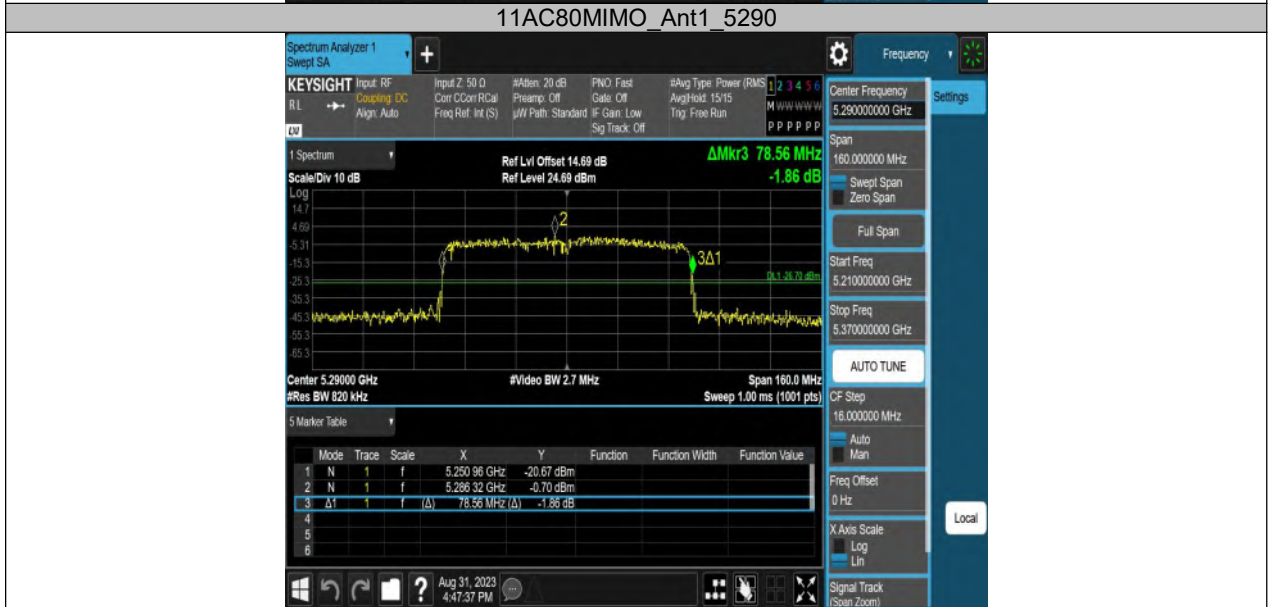 11AC80MIMO_Ant1_5290
Spectrum Analyzer 1
Swept SA
+
Frequency
KEYSIGHT
RL
LXI
Input: RF
Coupling: DC
Align: Auto
Input Z: 50 Ω
Corr CCorr RCal
Freq Ref: Int (S)
#Atten: 20 dB
Preamp: Off
µW Path: Standard
PNO: Fast
Gate: Off
IF Gain: Low
Sig Track: Off
#Avg Type: Power (RMS
Avg|Hold: 15/15
Trig: Free Run
1 2 3 4 5 6
M W W W W W
P P P P P P
1 Spectrum
Scale/Div 10 dB
Ref Lvl Offset 14.69 dB
Ref Level 24.69 dBm
ΔMkr3 78.56 MHz
-1.86 dB
Log
14.7
4.69
-5.31
-15.3
-25.3
-35.3
-45.3
-55.3
-65.3
2
3Δ1
DL1 -26.70 dBm
Center 5.29000 GHz
#Video BW 2.7 MHz
Span 160.0 MHz
#Res BW 820 kHz
Sweep 1.00 ms (1001 pts)
5 Marker Table
Mode Trace Scale X Y Function Function Width Function Value
1 N 1 f 5.250 96 GHz -20.67 dBm
2 N 1 f 5.286 32 GHz -0.70 dBm
3 Δ1 1 f (Δ) 78.56 MHz (Δ) -1.86 dB
4
5
6
Aug 31, 2023
4:47:37 PM
?
Center Frequency
5.290000000 GHz
Settings
Span
160.000000 MHz
Swept Span
Zero Span
Full Span
Start Freq
5.210000000 GHz
Stop Freq
5.370000000 GHz
AUTO TUNE
CF Step
16.000000 MHz
Auto
Man
Freq Offset
0 Hz
X Axis Scale
Log
Lin
Local
Signal Track
(Span Zoom)